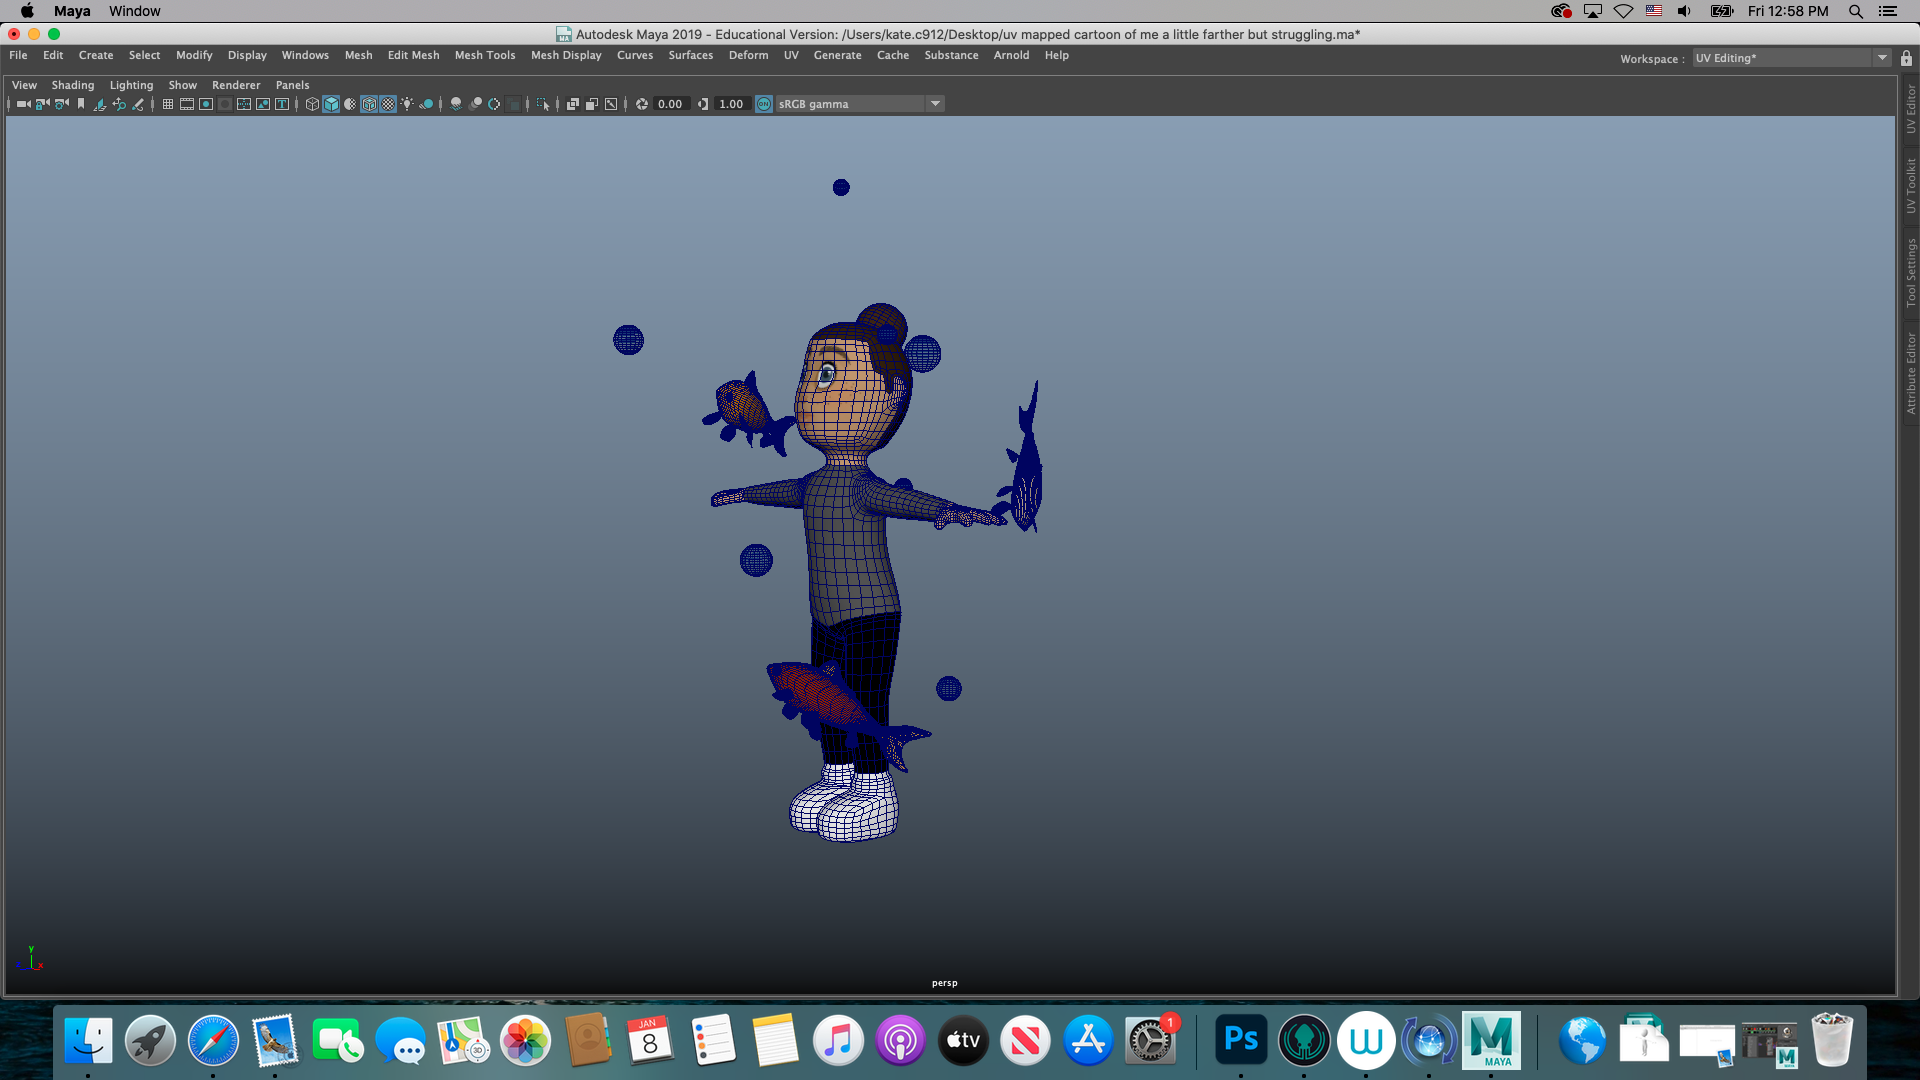 Maya Window Fri 12:58 PM
Autodesk Maya 2019 - Educational Version: /Users/kate.c912/Desktop/uv mapped cartoon of me a little farther but struggling.ma*
MA
File Edit Create Select Modify Display Windows Mesh Edit Mesh Mesh Tools Mesh Display Curves Surfaces Deform UV Generate Cache Substance Arnold Help
Workspace : UV Editing*
View Shading Lighting Show Renderer Panels
0.00 1.00 ON sRGB gamma
UV Editor
UV Toolkit
Tool Settings
Attribute Editor
y
z x
persp
JAN
8
3D
tv
1
Ps
W
M
MAYA